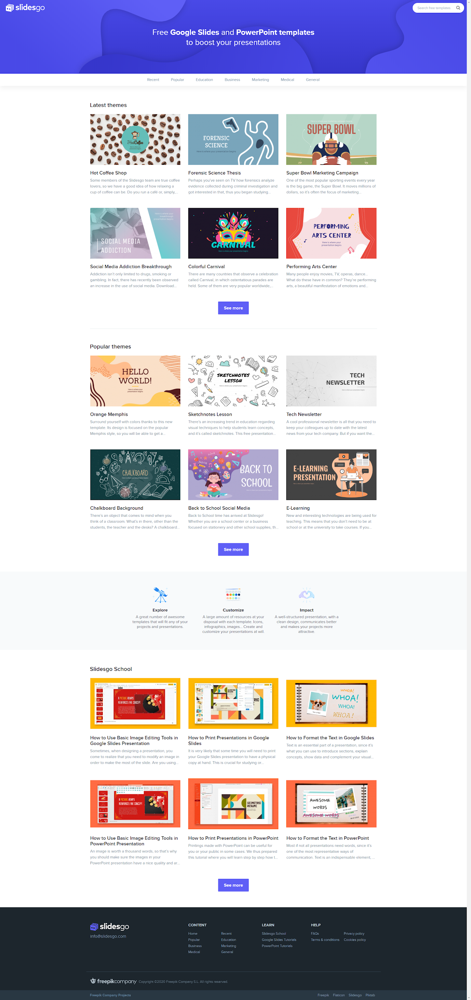 slidesgo
Search free templates
Free Google Slides and PowerPoint templates
to boost your presentations
Recent Popular Education Business Marketing Medical General
Latest themes
Hot Coffee
Here is where your
presentation begins
FORENSIC
SCIENCE
Here is where your presentation begins
Here is where your marketing campaign begins
SUPER BOWL
Hot Coffee Shop
Some members of the Slidesgo team are true coffee
lovers, so we have a good idea of how relaxing a
cup of coffee can be. Do you run a café or, simply,...
Forensic Science Thesis
Perhaps you've seen on TV how forensics analyze
evidence collected during criminal investigation and
got interested in that, thus you began studying...
Super Bowl Marketing Campaign
One of the most popular sporting events every year
is the big game, the Super Bowl. It moves millions of
dollars, so it's often the focus of marketing...
Here is where your
breakthrough
presentation begins
SOCIAL MEDIA
ADDICTION
CARNIVAL
Here is where your presentation begins
PERFORMING
ARTS CENTER
Here is where your
presentation begins
Social Media Addiction Breakthrough
Addiction isn't only limited to drugs, smoking or
gambling. In fact, there has recently been observed
an increase in the use of social media. Download...
Colorful Carnival
There are many countries that observe a celebration
called Carnival, in which ostentatious parades are
held. Some of them are very popular worldwide,...
Performing Arts Center
Many people enjoy movies, TV, operas, dance...
What do these have in common? They're performing
arts, a beautiful manifestation of emotions and...
See more
Popular themes
HELLO
WORLD!
Here is where your
presentation begins
SKETCHNOTES
LESSON
Here is where your presentation begins
TECH
NEWSLETTER
Here is where your presentation begins
Orange Memphis
Surround yourself with colors thanks to this new
template. Its design is focused on the popular
Memphis style, so you will be able to get a...
Sketchnotes Lesson
There's an increasing trend in education regarding
visual techniques to help students learn concepts,
and it's called sketchnotes. This free presentation...
Tech Newsletter
A cool professional newsletter is all that you need to
keep your colleagues up to date with the latest
news from your tech company. But if you want the...
CHALKBOARD
Here is where your presentation begins
BACK TO
SCHOOL
Here is where your presentation begins
E-LEARNING
PRESENTATION
Here is where your presentation begins
Chalkboard Background
There's an object that comes to mind when you
think of a classroom. What's in there, other than the
students, the teacher and the desks? A chalkboard...
Back to School Social Media
Back to School time has arrived at Slidesgo!
Whether you are a school center or a business
focused on stationery and other school supplies, th...
E-Learning
New and interesting technologies are being used for
teaching. This means that you don't need to be at
school or at the university to take courses. If you...
See more
Explore
A great number of awesome
templates that will fit any of your
projects and presentations.
Customize
A large amount of resources at your
disposal with each template. Icons,
infographics, images... Create and
customize your presentations at will.
Impact
A well-structured presentation, with a
clean design, communicates better
and makes your projects more
attractive.
Slidesgo School
A PICTURE ALWAYS
REINFORCES THE CONCEPT
GEOMETRIC
RESUME
WHOA!
WHOA!
WHOA!
WHOA!
How to Use Basic Image Editing Tools in
Google Slides Presentation
Sometimes, when designing a presentation, you
come to realize that you need to modify an image in
order to make the most of the slide. Are you using...
How to Print Presentations in Google
Slides
It is very likely that some time you will need to print
your Google Slides presentation to have a physical
copy at hand. This is crucial for studying or...
How to Format the Text in Google Slides
Text is an essential part of a presentation, since it's
what you can use to introduce sections, explain
concepts, show data and complement your visual...
A PICTURE ALWAYS
REINFORCES THE CONCEPT
GEOMETRIC
RESUME
AWESOME
WORDS
AWESOME WORDS
How to Use Basic Image Editing Tools in
PowerPoint Presentation
An image is worth a thousand words, so that's why
you should make sure the images in your
PowerPoint presentation have a nice quality and ar...
How to Print Presentations in PowerPoint
Printings made with PowerPoint can be useful for
you or your public in some cases. We thus prepared
this tutorial where you will learn step by step how t...
How to Format the Text in PowerPoint
Most if not all presentations need words, since it's
one of the most representative ways of
communication. Text is an indispensable element, ...
See more
slidesgo
info@slidesgo.com
CONTENT
Home Recent
Popular Education
Business Marketing
Medical General
LEARN
Slidesgo School
Google Slides Tutorials
PowerPoint Tutorials
HELP
FAQs Privacy policy
Terms & conditions Cookies policy
freepikcompany Copyright ©2020 Freepik Company S.L. All rights reserved.
Freepik Company Projects
Freepik Flaticon Slidesgo Piktab